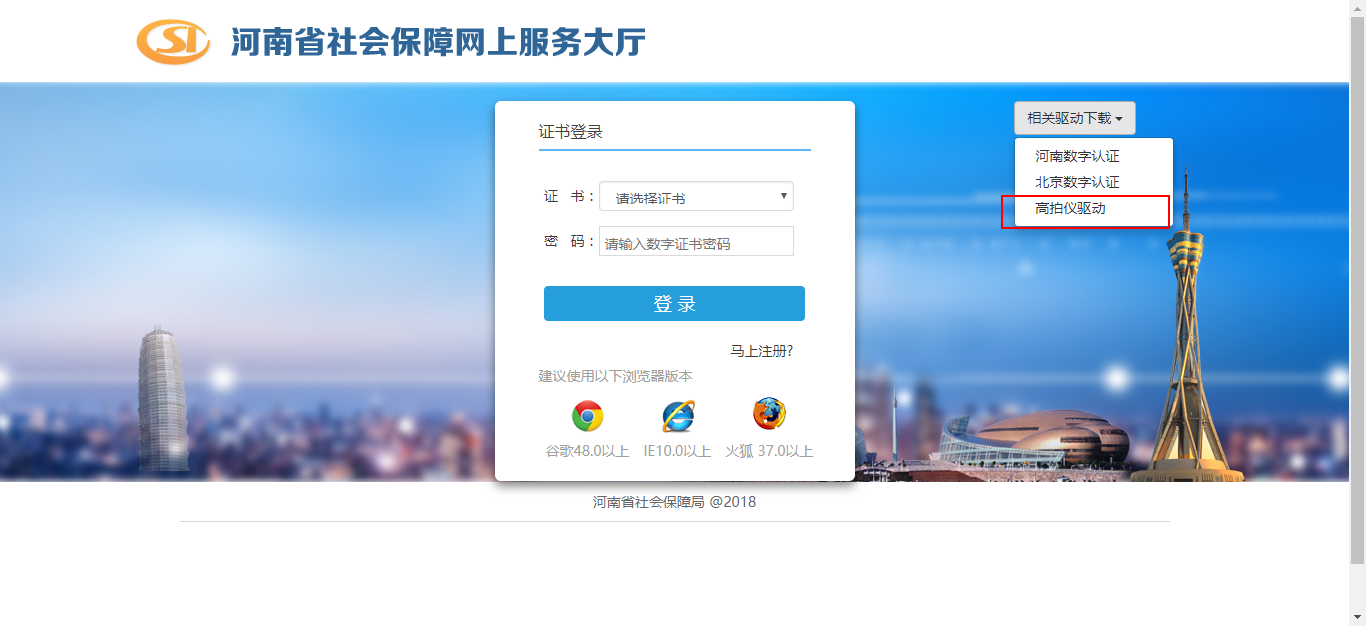 CSI 河南省社会保障网上服务大厅
相关驱动下载
河南数字认证
北京数字认证
高拍仪驱动
证书登录
证 书： 请选择证书
密 码： 请输入数字证书密码
登 录
马上注册?
建议使用以下浏览器版本
谷歌48.0以上 IE10.0以上 火狐 37.0以上
河南省社会保障局 @2018